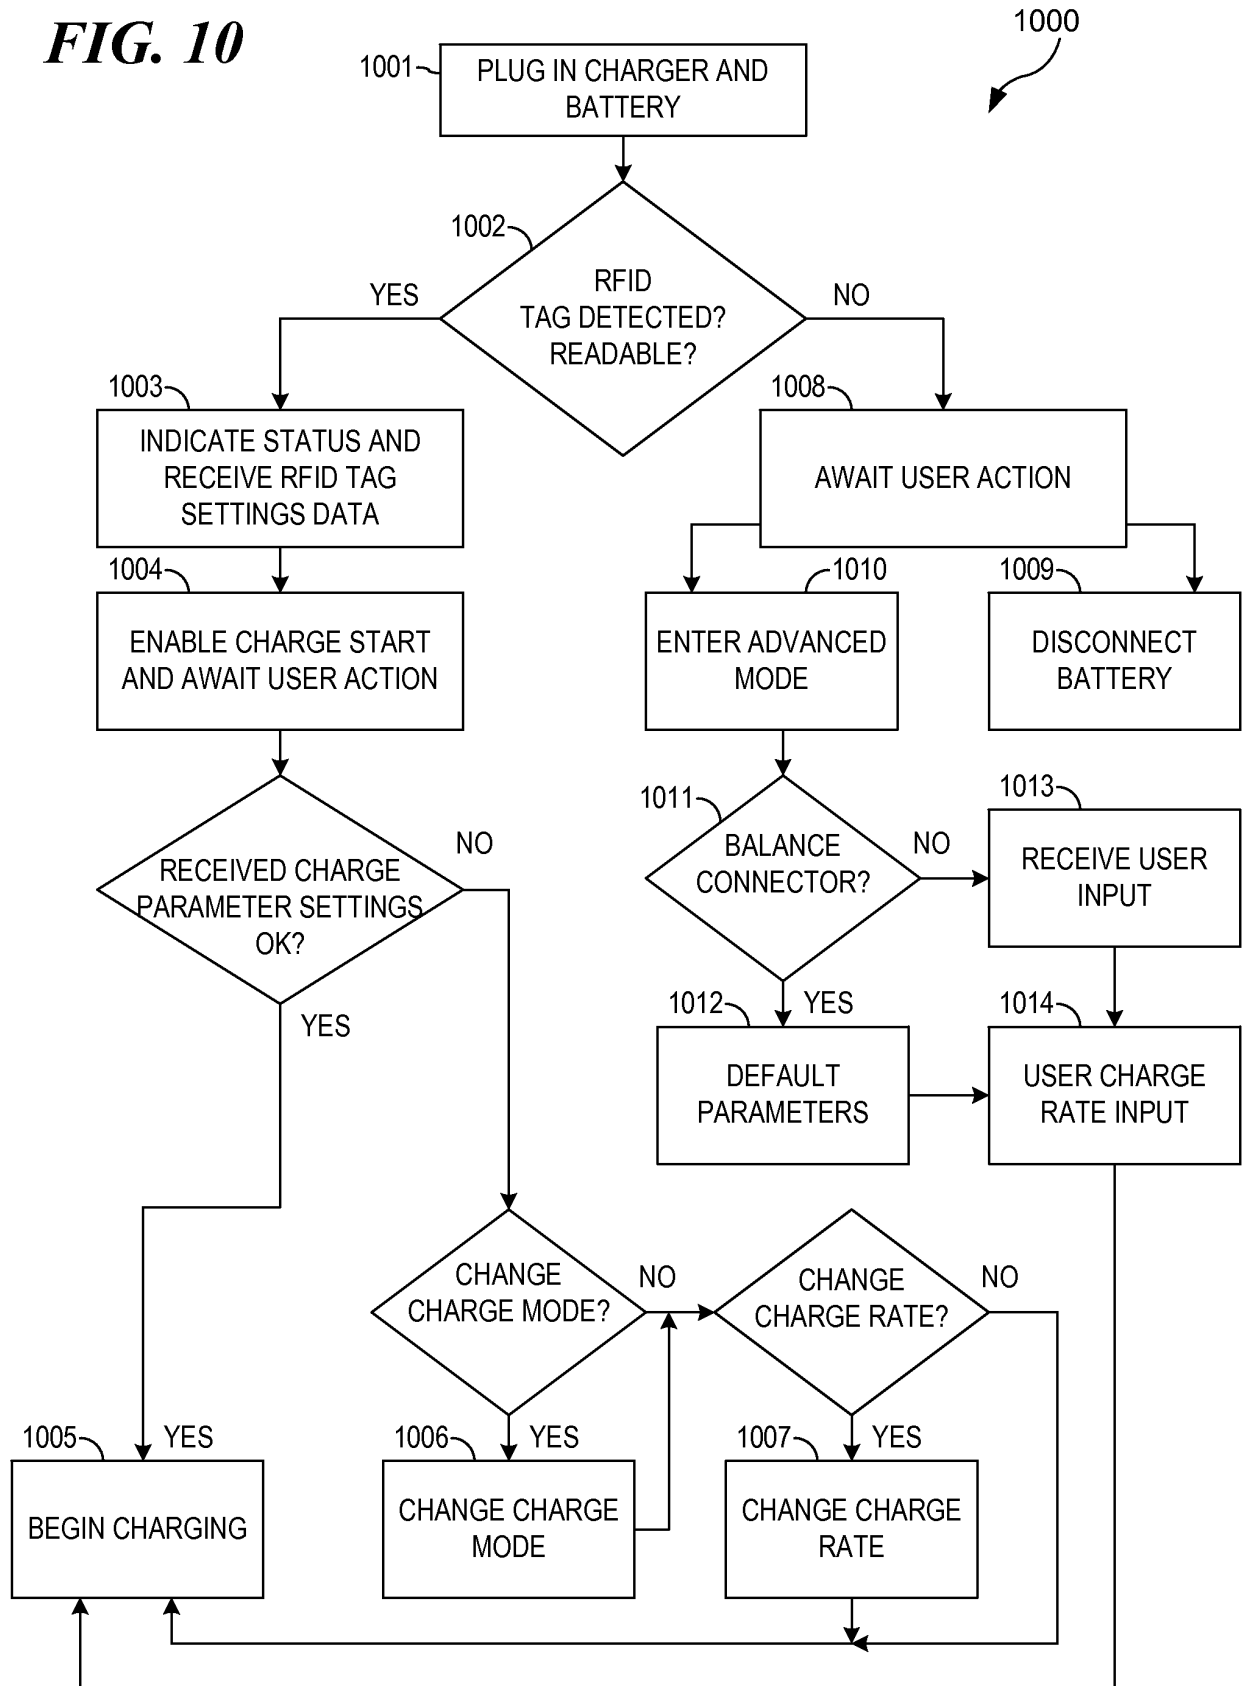 FIG. 10
1000
1001
PLUG IN CHARGER AND
BATTERY
1002
RFID
TAG DETECTED?
READABLE?
YES
NO
1003
INDICATE STATUS AND
RECEIVE RFID TAG
SETTINGS DATA
1008
AWAIT USER ACTION
1004
ENABLE CHARGE START
AND AWAIT USER ACTION
1010
ENTER ADVANCED
MODE
1009
DISCONNECT
BATTERY
RECEIVED CHARGE
PARAMETER SETTINGS
OK?
NO
YES
1011
BALANCE
CONNECTOR?
NO
YES
1013
RECEIVE USER
INPUT
1012
DEFAULT
PARAMETERS
1014
USER CHARGE
RATE INPUT
CHANGE
CHARGE MODE?
NO
YES
CHANGE
CHARGE RATE?
NO
YES
1005
YES
BEGIN CHARGING
1006
CHANGE CHARGE
MODE
1007
CHANGE CHARGE
RATE